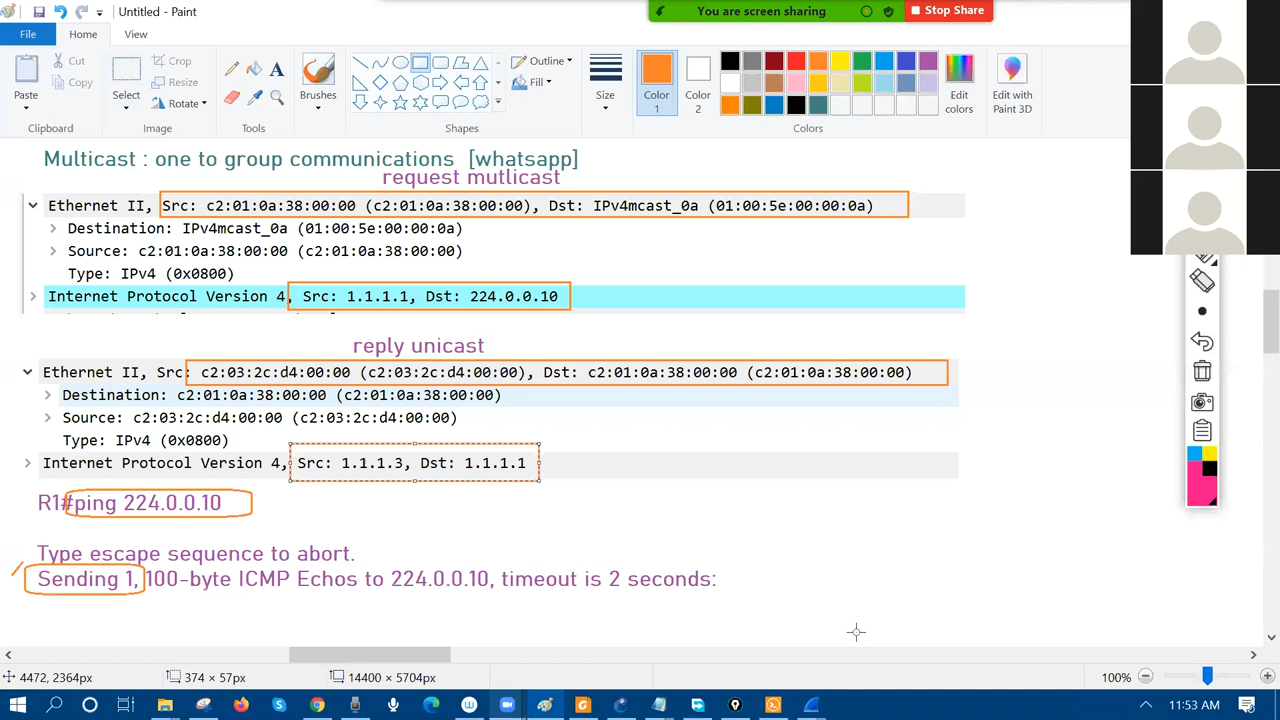 Untitled - Paint
You are screen sharing
Stop Share
File
Home
View
Paste
Cut
Copy
Clipboard
Select
Crop
Resize
Rotate
Image
Tools
Brushes
Shapes
Outline
Fill
Size
Color
1
Color
2
Edit
colors
Edit with
Paint 3D
Colors
Multicast : one to group communications [whatsapp]
request mutlicast
Ethernet II, Src: c2:01:0a:38:00:00 (c2:01:0a:38:00:00), Dst: IPv4mcast_0a (01:00:5e:00:00:0a)
Destination: IPv4mcast_0a (01:00:5e:00:00:0a)
Source: c2:01:0a:38:00:00 (c2:01:0a:38:00:00)
Type: IPv4 (0x0800)
Internet Protocol Version 4, Src: 1.1.1.1, Dst: 224.0.0.10
reply unicast
Ethernet II, Src: c2:03:2c:d4:00:00 (c2:03:2c:d4:00:00), Dst: c2:01:0a:38:00:00 (c2:01:0a:38:00:00)
Destination: c2:01:0a:38:00:00 (c2:01:0a:38:00:00)
Source: c2:03:2c:d4:00:00 (c2:03:2c:d4:00:00)
Type: IPv4 (0x0800)
Internet Protocol Version 4, Src: 1.1.1.3, Dst: 1.1.1.1
R1#ping 224.0.0.10
Type escape sequence to abort.
Sending 1, 100-byte ICMP Echos to 224.0.0.10, timeout is 2 seconds:
4472, 2364px
374 × 57px
14400 × 5704px
100%
11:53 AM